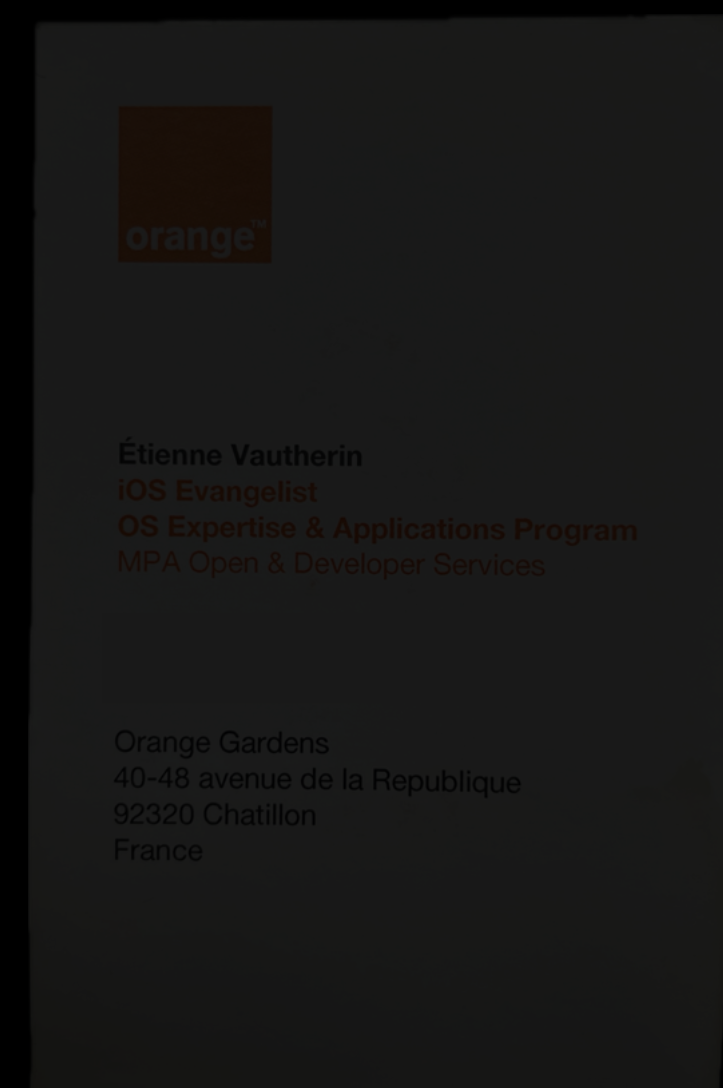 orange™
Étienne Vautherin
iOS Evangelist
OS Expertise & Applications Program
MPA Open & Developer Services
Orange Gardens
40-48 avenue de la Republique
92320 Chatillon
France